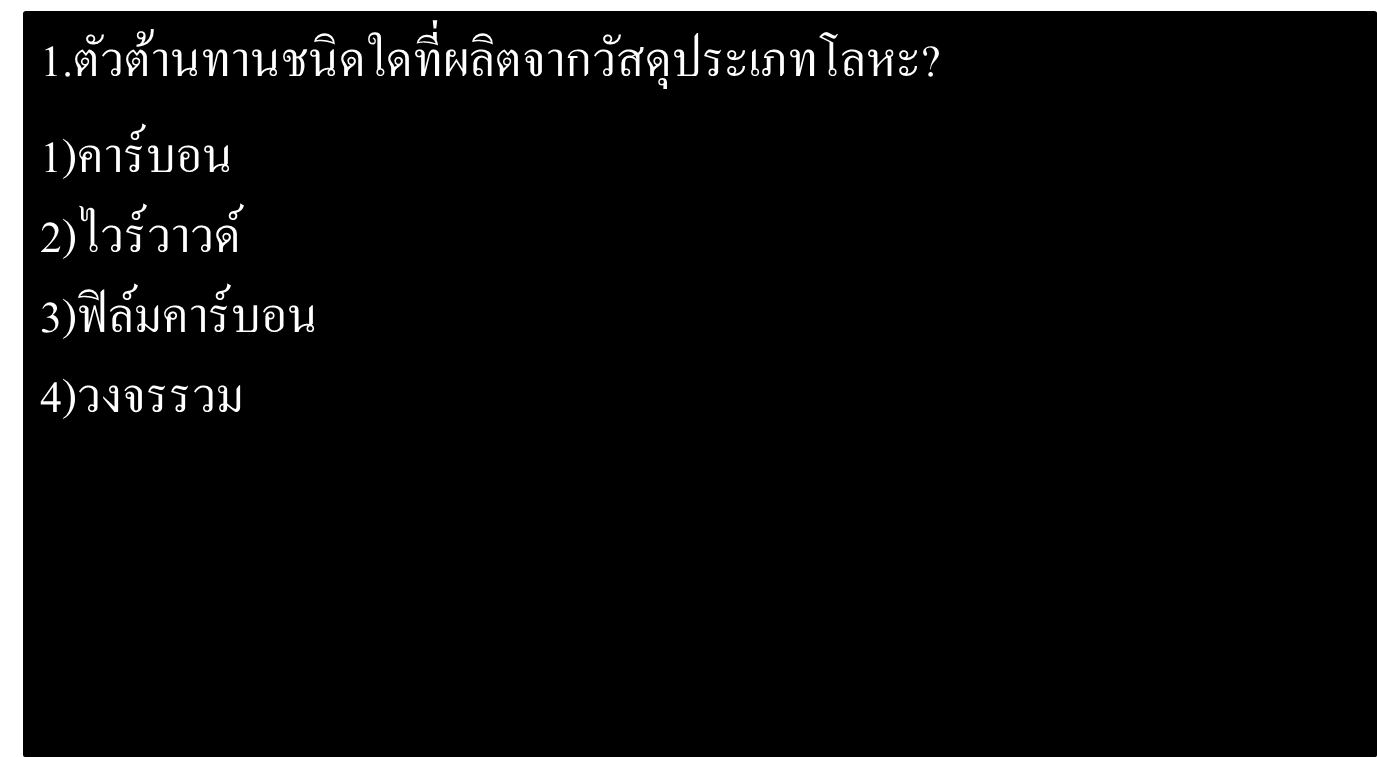 1.ตัวต้านทานชนิดใดที่ผลิตจากวัสดุประเภทโลหะ?
1)คาร์บอน
2)ไวร์วาวด์
3)ฟิล์มคาร์บอน
4)วงจรรวม